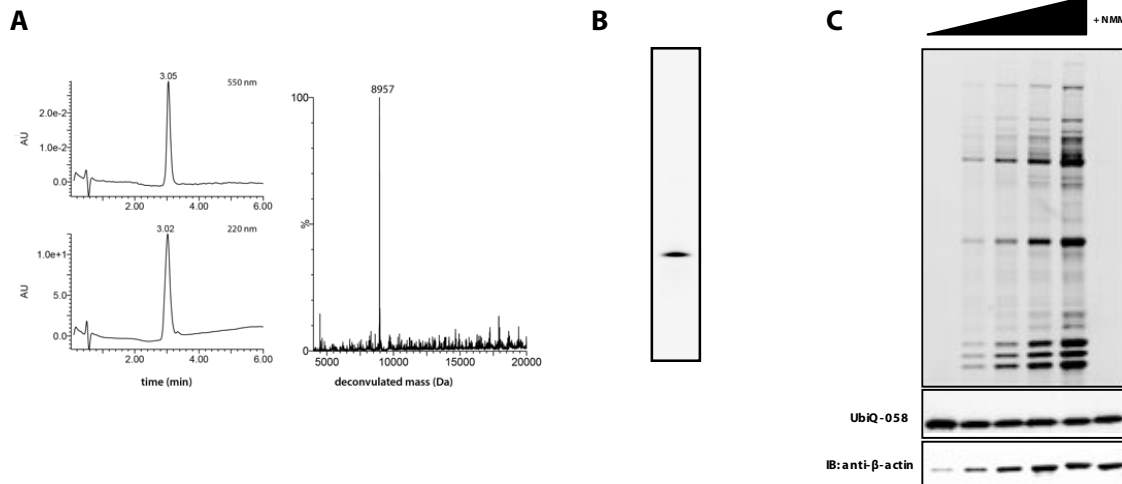 A
B
C
3.05
550 nm
2.0e-2
AU
1.0e-2
0.0
2.00 4.00 6.00
3.02
220 nm
1.0e+1
AU
5.0
0.0
2.00 4.00 6.00
time (min)
8957
100
%
0
5000 10000 15000 20000
deconvulated mass (Da)
UbiQ-058
IB: anti-β-actin